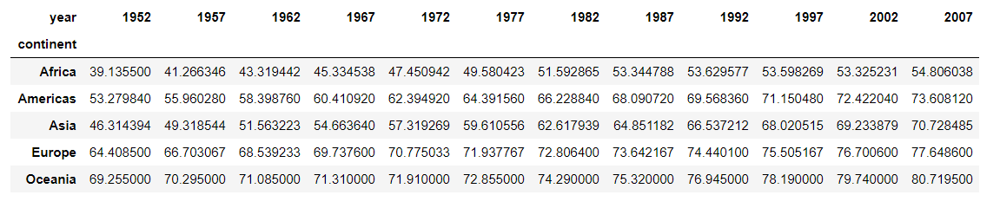 year 1952 1957 1962 1967 1972 1977 1982 1987 1992 1997 2002 2007
continent
Africa 39.135500 41.266346 43.319442 45.334538 47.450942 49.580423 51.592865 53.344788 53.629577 53.598269 53.325231 54.806038
Americas 53.279840 55.960280 58.398760 60.410920 62.394920 64.391560 66.228840 68.090720 69.568360 71.150480 72.422040 73.608120
Asia 46.314394 49.318544 51.563223 54.663640 57.319269 59.610556 62.617939 64.851182 66.537212 68.020515 69.233879 70.728485
Europe 64.408500 66.703067 68.539233 69.737600 70.775033 71.937767 72.806400 73.642167 74.440100 75.505167 76.700600 77.648600
Oceania 69.255000 70.295000 71.085000 71.310000 71.910000 72.855000 74.290000 75.320000 76.945000 78.190000 79.740000 80.719500